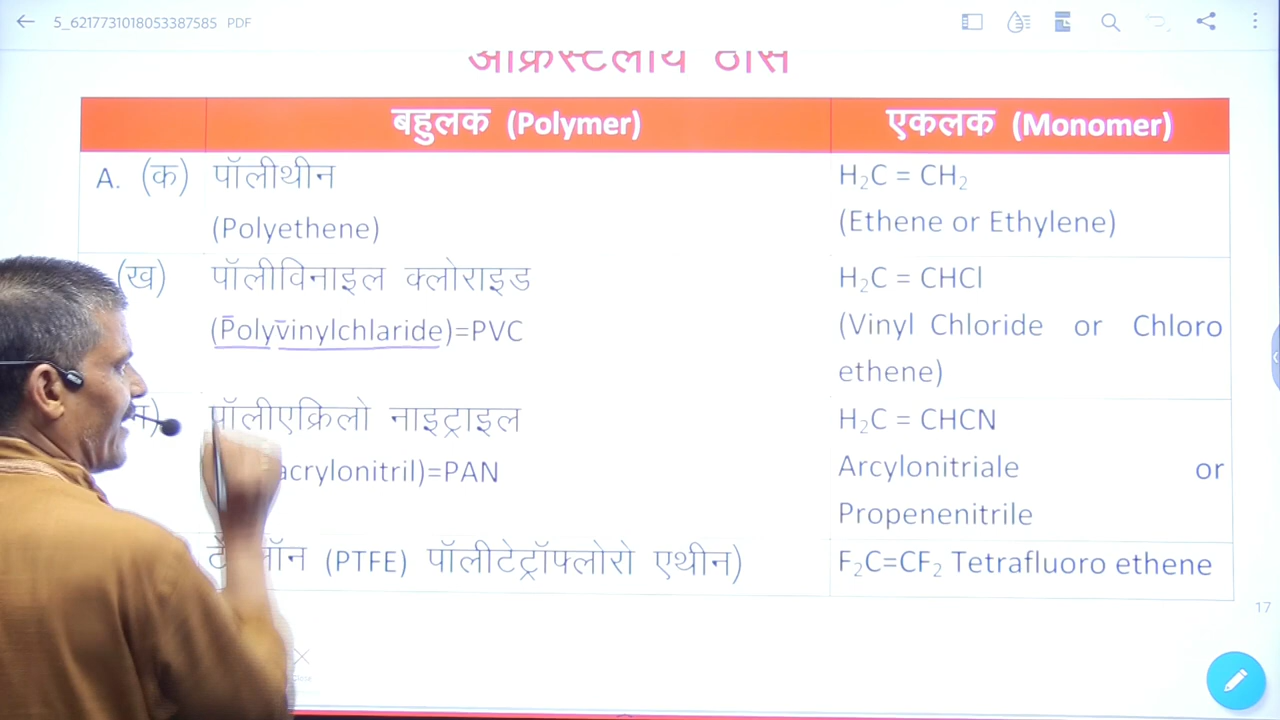 5_6217731018053387585 PDF
अक्रिस्टलीय ठोस
बहुलक (Polymer) एकलक (Monomer)
A. (क) पॉलीथीन H₂C = CH₂
(Polyethene) (Ethene or Ethylene)
(ख) पॉलीविनाइल क्लोराइड H₂C = CHCl
(Polyvinylchlaride)=PVC (Vinyl Chloride or Chloro
ethene)
पॉलीएक्रिलो नाइट्राइल H₂C = CHCN
acrylonitril)=PAN Arcylonitriale or
Propenenitrile
(PTFE) पॉलीटेट्रॉफ्लोरो एथीन) F₂C=CF₂ Tetrafluoro ethene
17